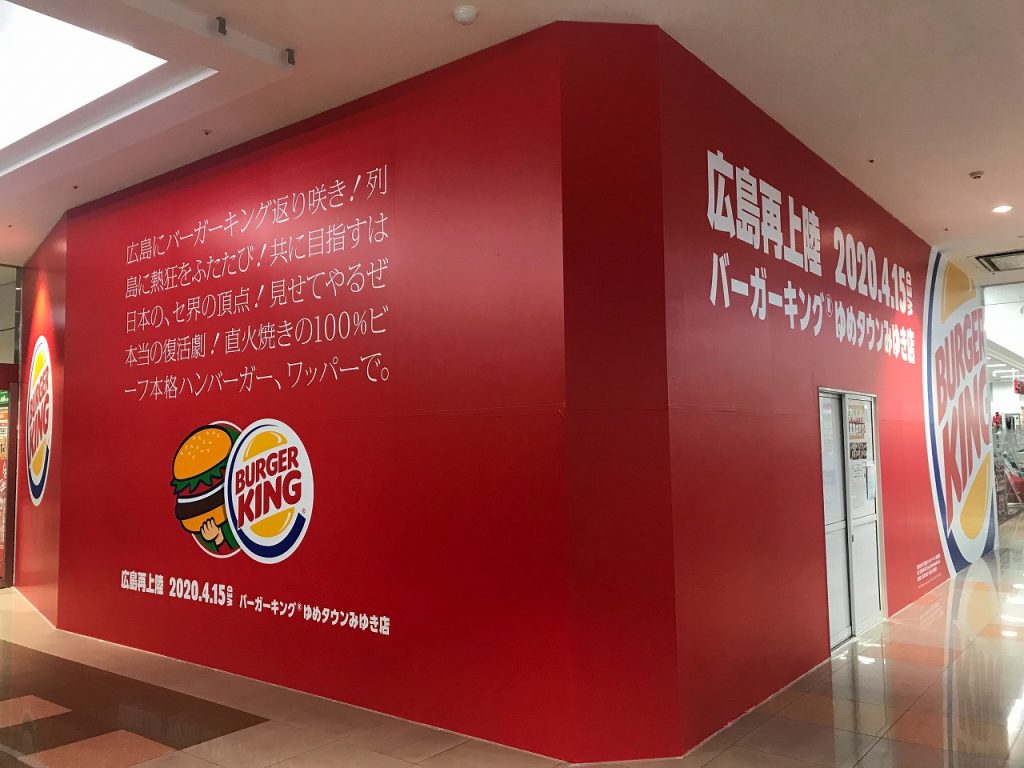 広島にバーガーキング返り咲き！列
島に熱狂をふたたび！共に目指すは
日本の、セ界の頂点！見せてやるぜ
本当の復活劇！直火焼きの100%ビ
ーフ本格ハンバーガー、ワッパーで。
BURGER
KING
®
広島再上陸 2020.4.15 WED
バーガーキング®ゆめタウンみゆき店
BURGER
KING
広島再上陸 2020.4.15 WED
バーガーキング®ゆめタウンみゆき店
BURGER
KING